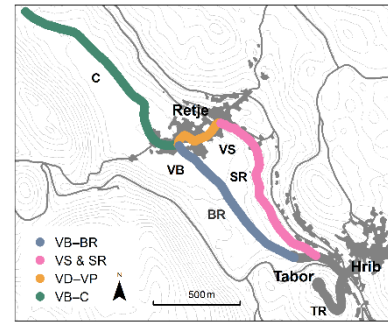 C
Retje
VS
VB
SR
BR
VB–BR
VS & SR
VD–VP
VB–C
N
500 m
Tabor
Hrib
TR